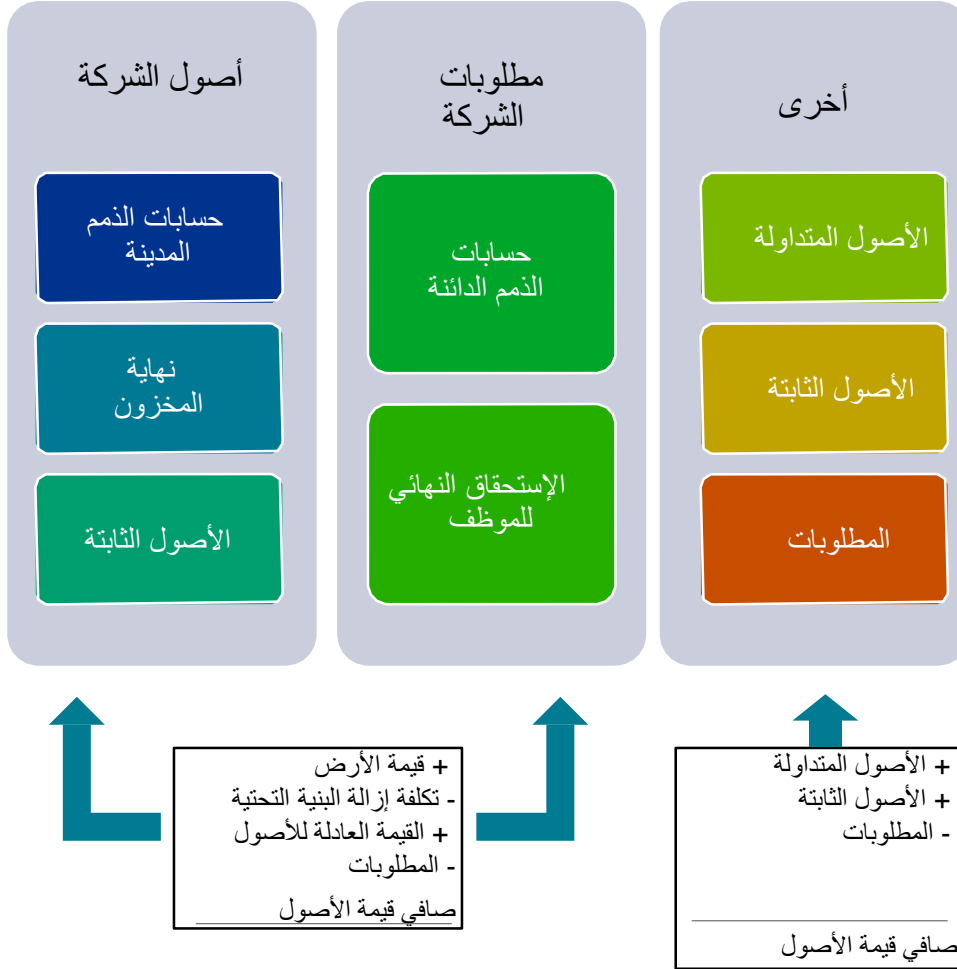 أصول الشركة
حسابات الذمم
المدينة
نهاية
المخزون
الأصول الثابتة
مطلوبات
الشركة
حسابات
الذمم الدائنة
الإستحقاق النهائي
للموظف
أخرى
الأصول المتداولة
الأصول الثابتة
المطلوبات
+ قيمة الأرض
- تكلفة إزالة البنية التحتية
+ القيمة العادلة للأصول
- المطلوبات
صافي قيمة الأصول
+ الأصول المتداولة
+ الأصول الثابتة
- المطلوبات
صافي قيمة الأصول